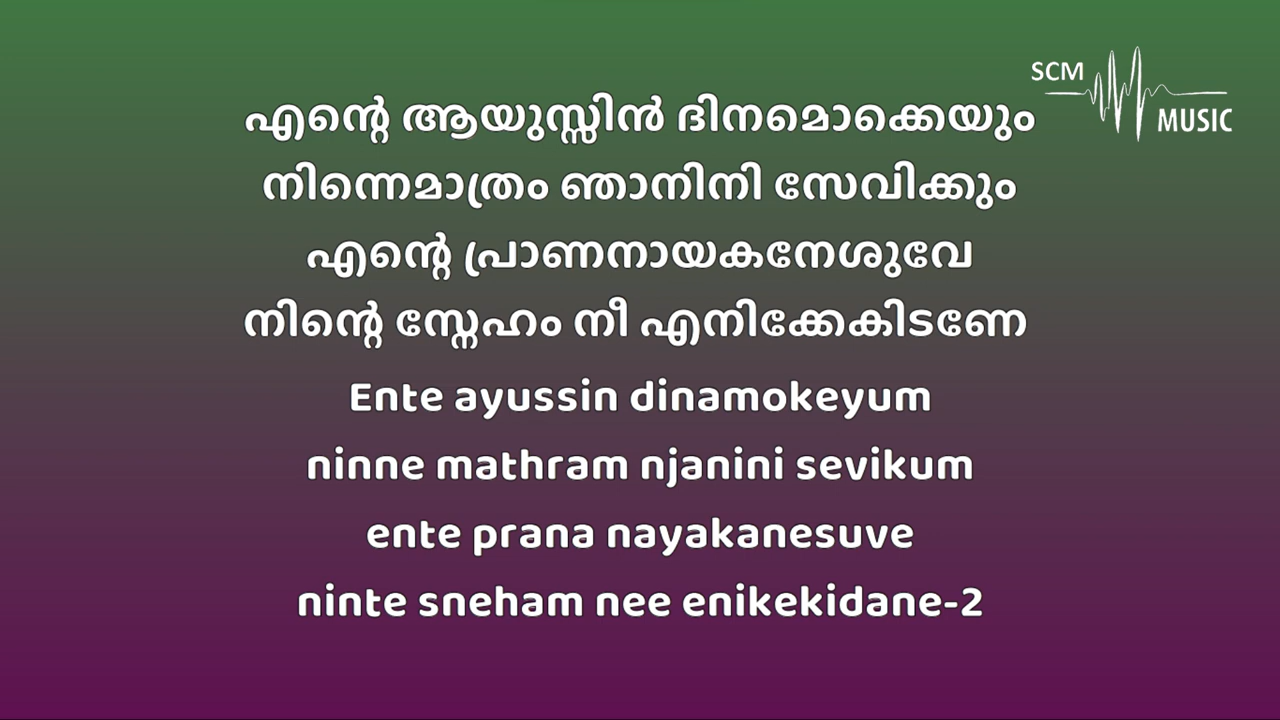 SCM
MUSIC
എന്റെ ആയുസ്സിൻ ദിനമൊക്കെയും
നിന്നെമാത്രം ഞാനിനി സേവിക്കും
എന്റെ പ്രാണനായകനേശുവേ
നിന്റെ സ്നേഹം നീ എനിക്കേകിടണേ
Ente ayussin dinamokeyum
ninne mathram njanini sevikum
ente prana nayakanesuve
ninte sneham nee enikekidane-2